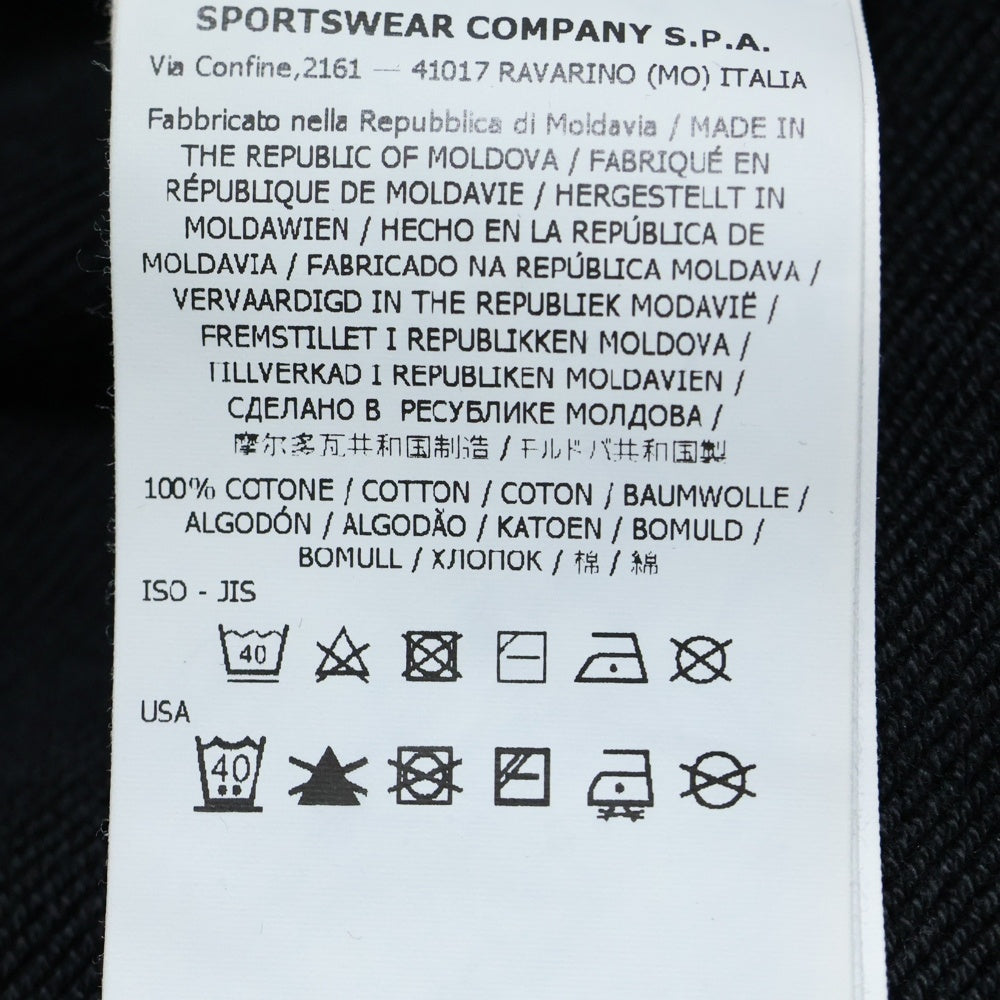 SPORTSWEAR COMPANY S.P.A.
Via Confine,2161 — 41017 RAVARINO (MO) ITALIA
Fabbricato nella Repubblica di Moldavia / MADE IN
THE REPUBLIC OF MOLDOVA / FABRIQUÉ EN
RÉPUBLIQUE DE MOLDAVIE / HERGESTELLT IN
MOLDAWIEN / HECHO EN LA REPÚBLICA DE
MOLDAVIA / FABRICADO NA REPÚBLICA MOLDAVA /
VERVAARDIGD IN THE REPUBLIEK MODAVIË /
FREMSTILLET I REPUBLIKKEN MOLDOVA /
TILLVERKAD I REPUBLIKEN MOLDAVIEN /
СДЕЛАНО В РЕСУБЛИКЕ МОЛДОВА /
摩尔多瓦共和国制造 / モルドバ共和国製
100% COTONE / COTTON / COTON / BAUMWOLLE /
ALGODÓN / ALGODÃO / KATOEN / BOMULD /
BOMULL / ХЛОПОК / 棉 / 綿
ISO - JIS
40
USA
40